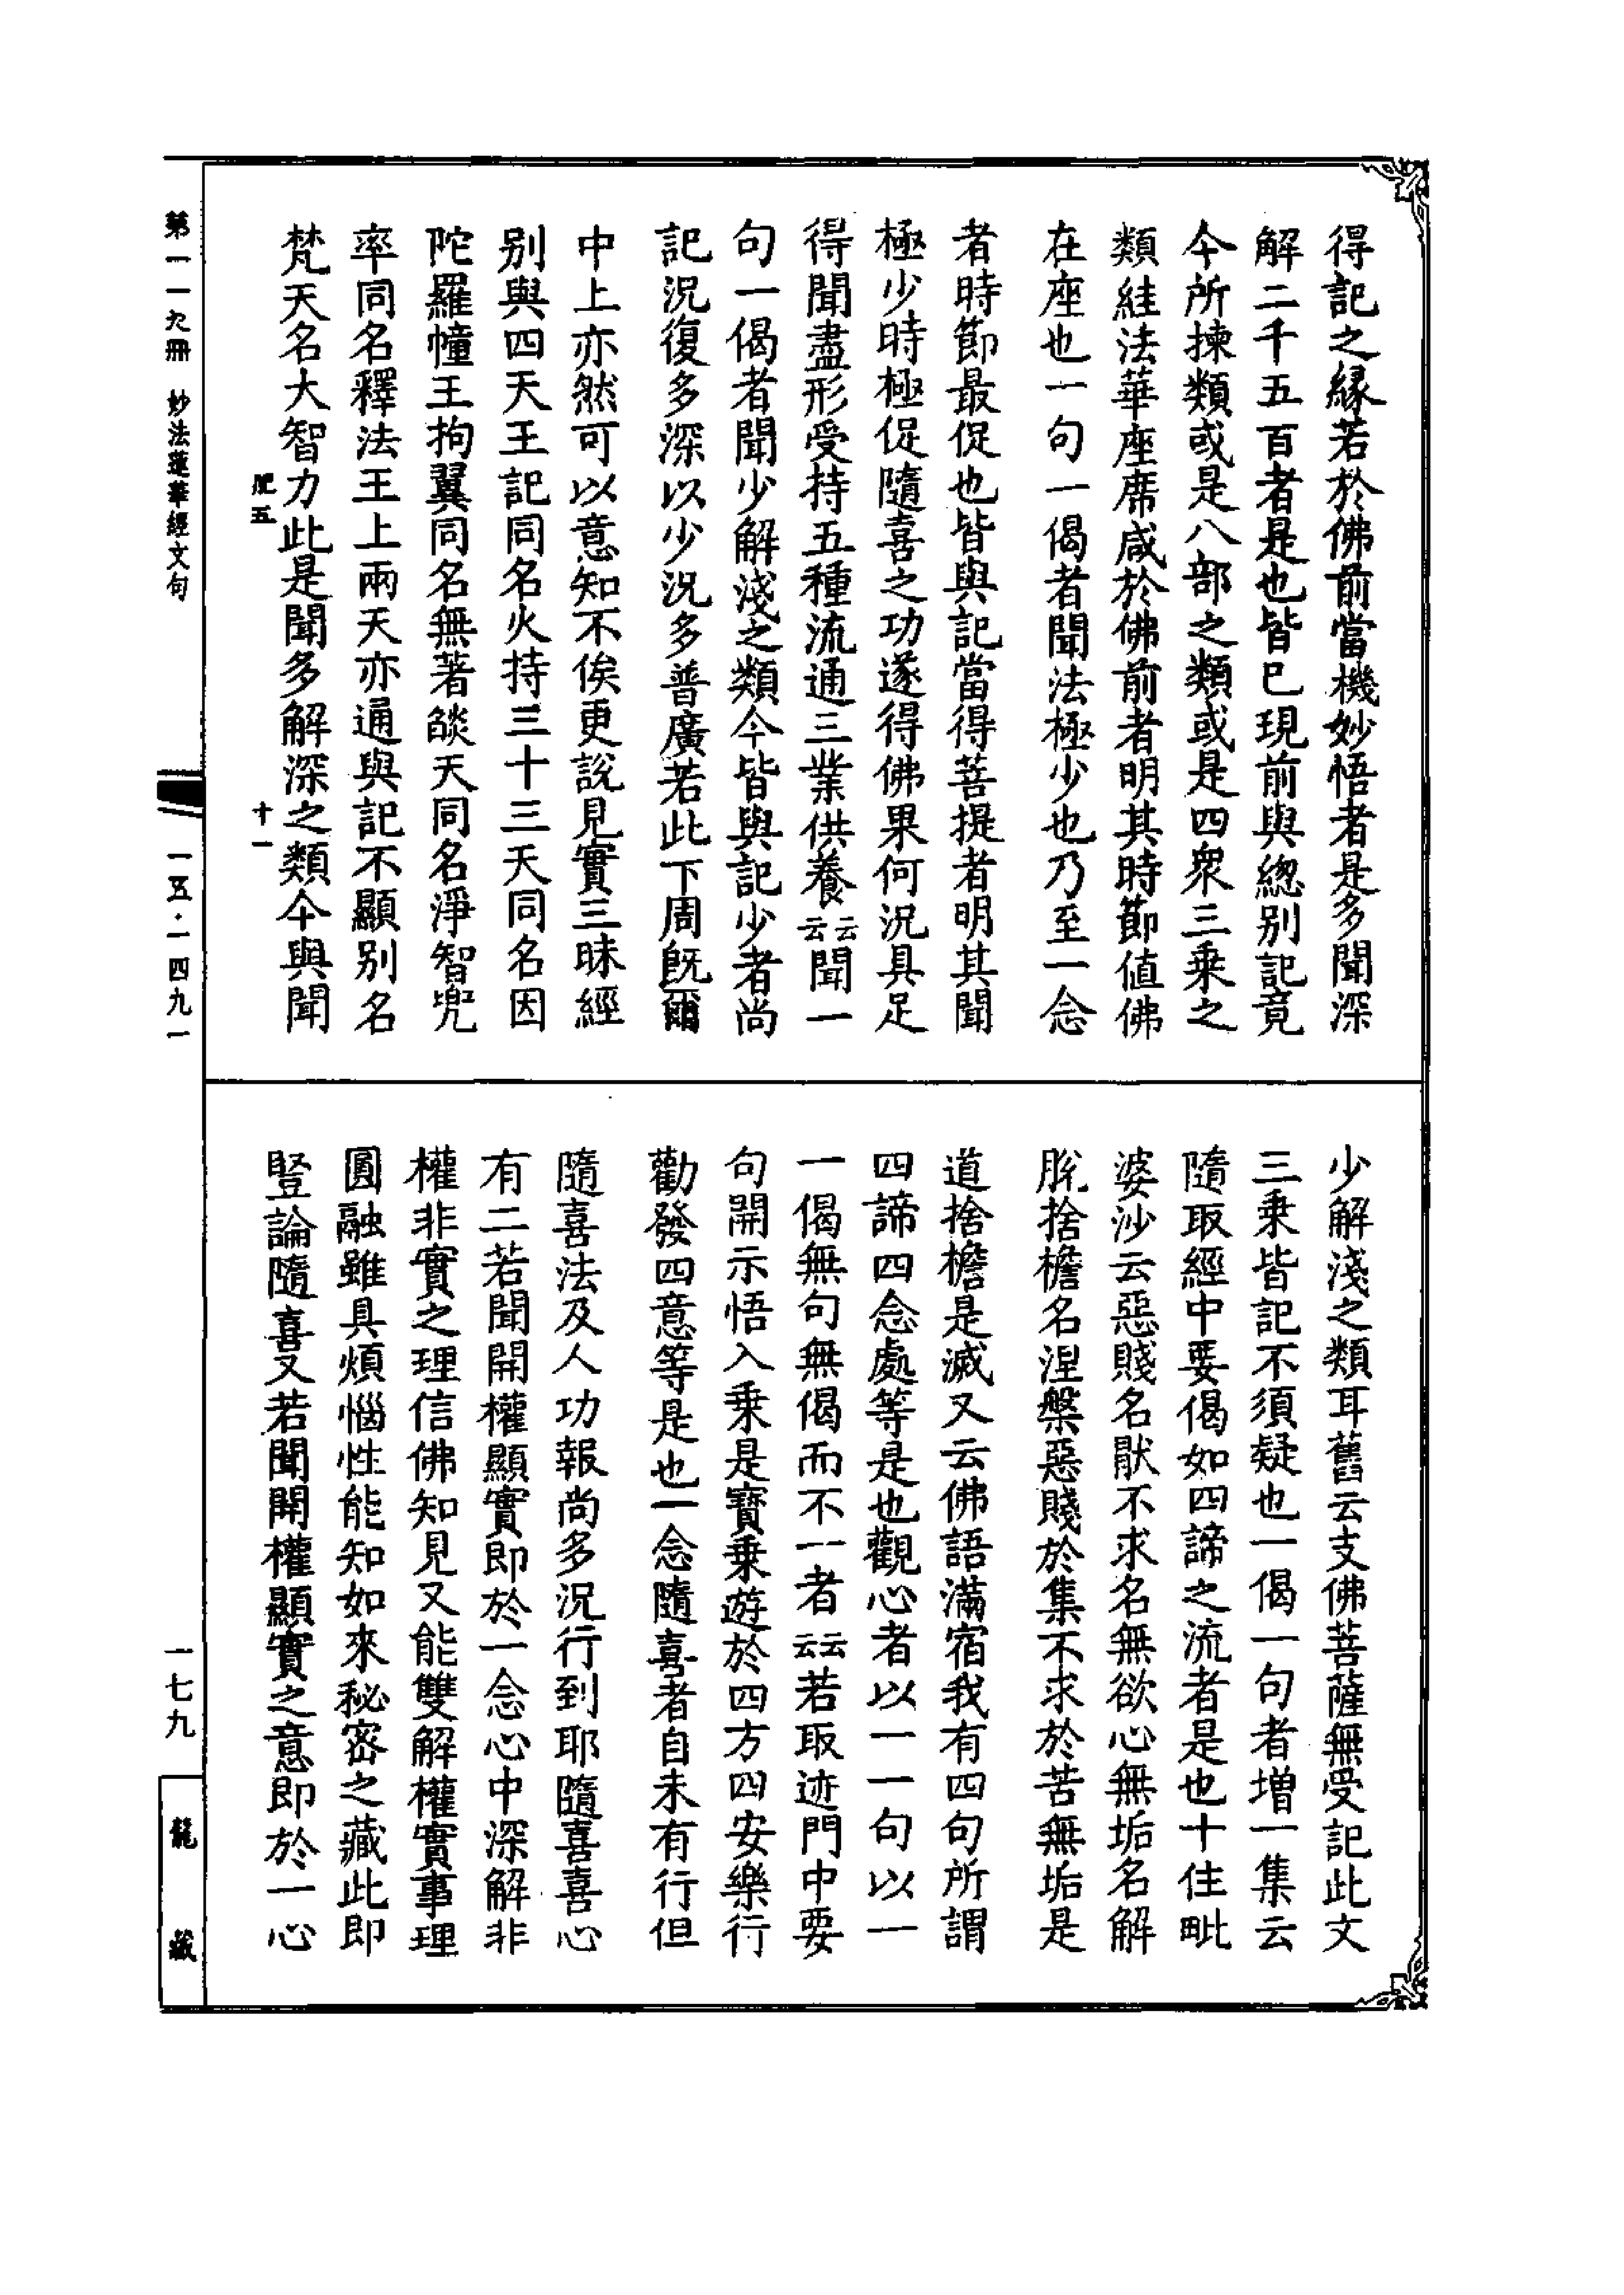 得記之緣若於佛前當機妙悟者是多聞深
解二千五百者是也皆已現前與總別記竟
今所揀類或是八部之類或是四衆三乘之
類絓法華座席咸於佛前者明其時節值佛
在座也一句一偈者聞法極少也乃至一念
者時節最促也皆與記當得菩提者明其聞
極少時極促隨喜之功遂得佛果何況具足
得聞盡形受持五種流通三業供養云云聞一
句一偈者聞少解淺之類今皆與記少者尚
記況復多深以少況多普廣若此下周旣爾
中上亦然可以意知不俟更說見實三昧經
別與四天王記同名火持三十三天同名因
陀羅幢王拘翼同名無著燄天同名淨智兜
率同名釋法王上兩天亦通與記不顯別名
梵天名大智力此是聞多解深之類今與聞
少解淺之類耳舊云支佛菩薩無受記此文
三乘皆記不須疑也一偈一句者增一集云
隨取經中要偈如四諦之流者是也十住毗
婆沙云惡賤名猒不求名無欲心無垢名解
脫捨檐名涅槃惡賤於集不求於苦無垢是
道捨檐是滅又云佛語滿宿我有四句所謂
四諦四念處等是也觀心者以一一句以一
一偈無句無偈而不一者云云若取迹門中要
句開示悟入乘是寶乘遊於四方四安樂行
勸發四意等是也一念隨喜者自未有行但
隨喜法及人功報尚多況行到耶隨喜喜心
有二若聞開權顯實即於一念心中深解非
權非實之理信佛知見又能雙解權實事理
圓融雖具煩惱性能知如來秘密之藏此即
豎論隨喜又若聞開權顯實之意即於一心
肥五
十一
第一一九冊 妙法蓮華經文句
一五·一四九一
一七九
龍藏